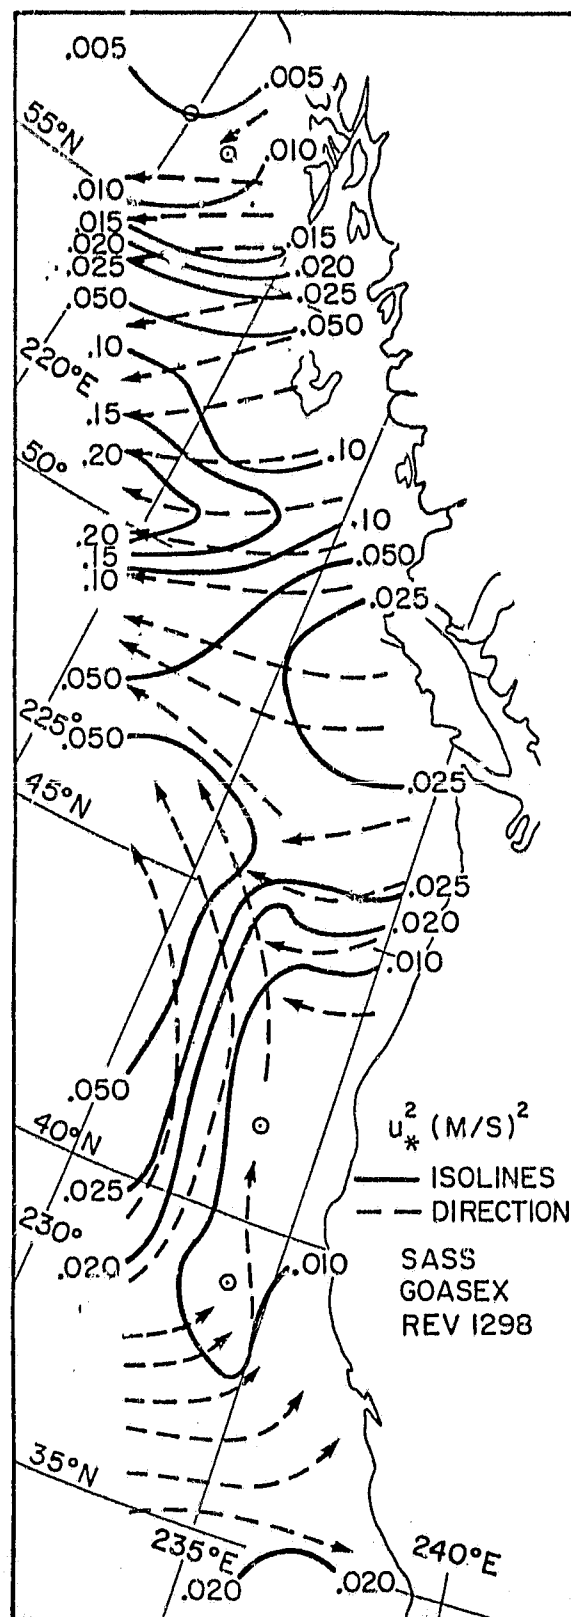 .005
.005
55°N
.010
.010
.015
.020
.025
.015
.020
.025
.050
.050
.10
220°E
.15
.10
50°
.20
.20
.15
.10
.10
.050
.025
.050
225°
.050
45°N
.025
.025
.020
.010
.050
40°N
u*² (M/S)²
ISOLINES
DIRECTION
.025
230°
.020
.010
SASS
GOASEX
REV 1298
35°N
235°E
240°E
.020
.020